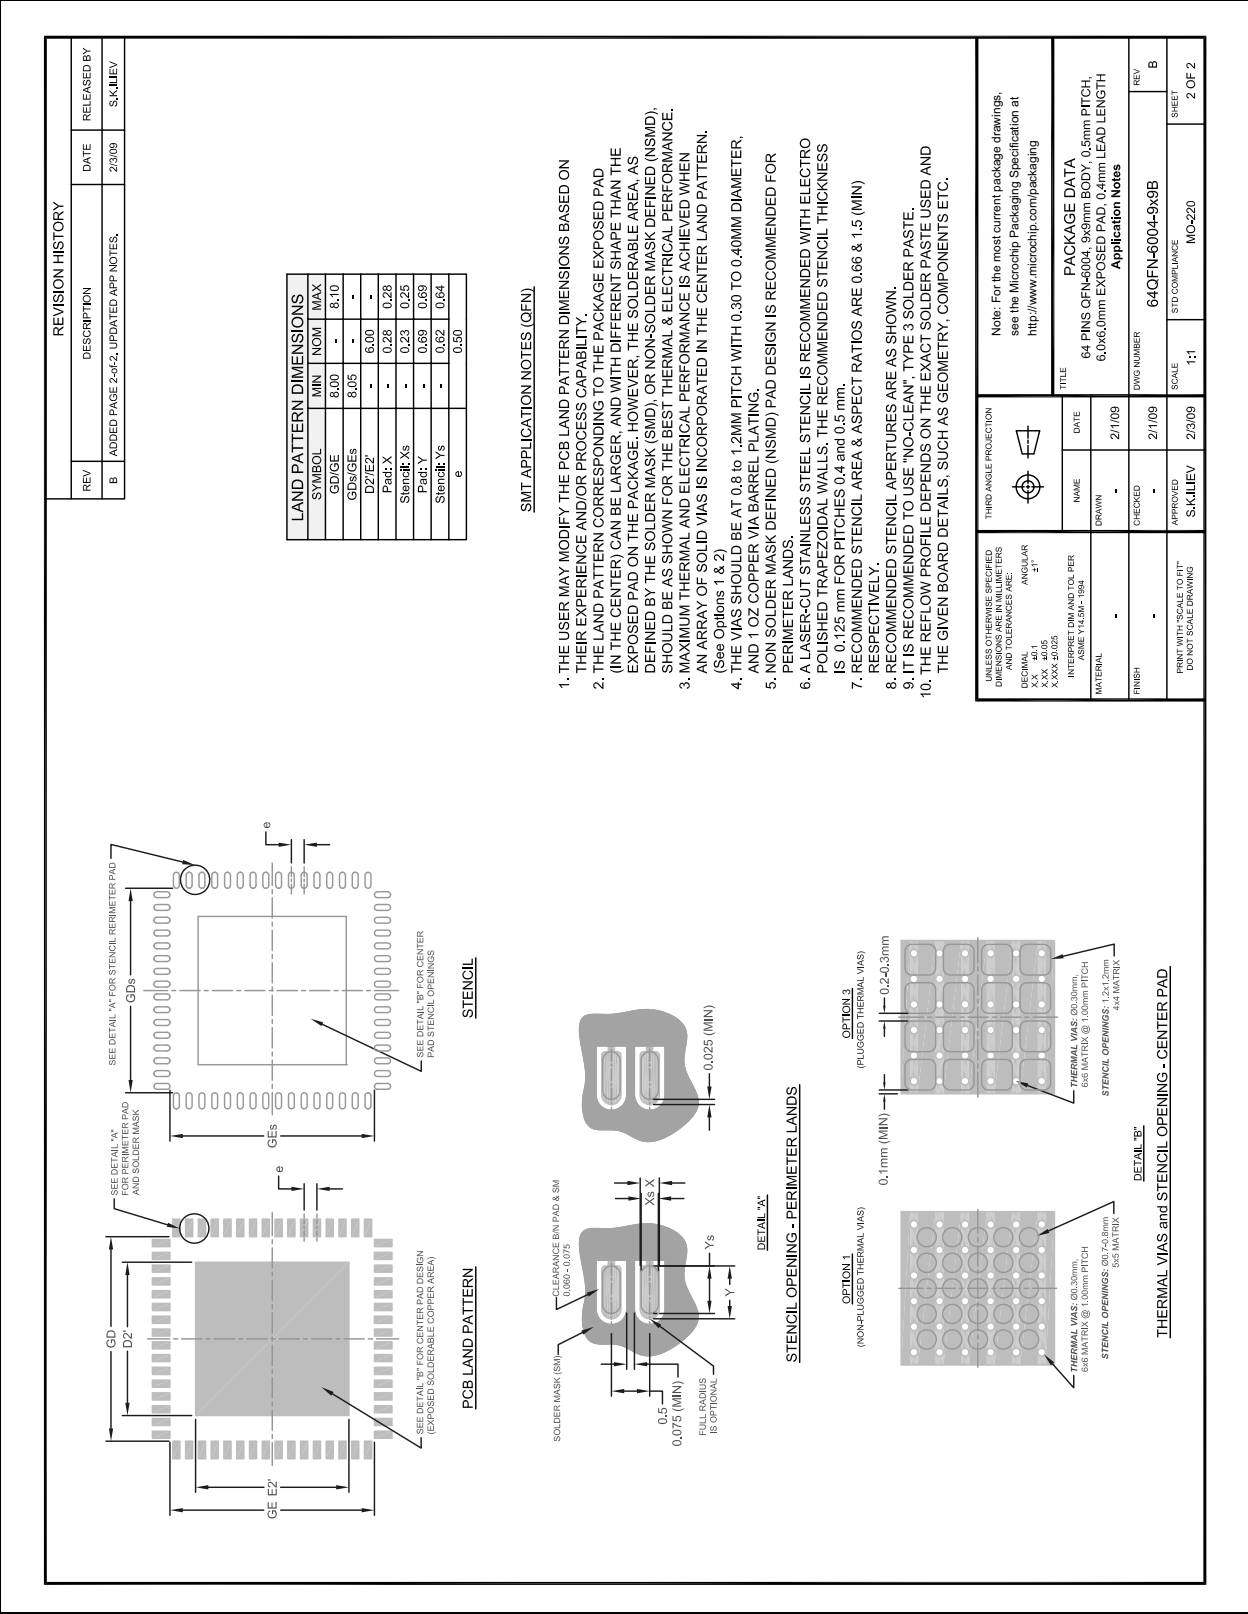 REVISION HISTORY
REV DESCRIPTION DATE RELEASED BY
B ADDED PAGE 2-of-2. UPDATED APP NOTES. 2/3/09 S.K.ILIEV
SEE DETAIL "A"
FOR PERIMETER PAD
AND SOLDER MASK
GD
D2'
GE
E2'
e
SEE DETAIL "B" FOR CENTER PAD DESIGN
(EXPOSED SOLDERABLE COPPER AREA)
PCB LAND PATTERN
SEE DETAIL "A" FOR STENCIL RERIMETER PAD
GDs
GEs
e
SEE DETAIL "B" FOR CENTER
PAD STENCIL OPENINGS
STENCIL
LAND PATTERN DIMENSIONS
SYMBOL MIN NOM MAX
GD/GE 8.00 - 8.10
GDs/GEs 8.05 - -
D2'/E2' - 6.00 -
Pad: X - 0.28 0.28
Stencil: Xs - 0.23 0.25
Pad: Y - 0.69 0.69
Stencil: Ys - 0.62 0.64
e 0.50
SMT APPLICATION NOTES (QFN)
1. THE USER MAY MODIFY THE PCB LAND PATTERN DIMENSIONS BASED ON
THEIR EXPERIENCE AND/OR PROCESS CAPABILITY.
2. THE LAND PATTERN CORRESPONDING TO THE PACKAGE EXPOSED PAD
(IN THE CENTER) CAN BE LARGER, AND WITH DIFFERENT SHAPE THAN THE
EXPOSED PAD ON THE PACKAGE. HOWEVER, THE SOLDERABLE AREA, AS
DEFINED BY THE SOLDER MASK (SMD), OR NON-SOLDER MASK DEFINED (NSMD),
SHOULD BE AS SHOWN FOR THE BEST THERMAL & ELECTRICAL PERFORMANCE.
3. MAXIMUM THERMAL AND ELECTRICAL PERFORMANCE IS ACHIEVED WHEN
AN ARRAY OF SOLID VIAS IS INCORPORATED IN THE CENTER LAND PATTERN.
(See Options 1 & 2)
4. THE VIAS SHOULD BE AT 0.8 to 1.2MM PITCH WITH 0.30 TO 0.40MM DIAMETER,
AND 1 OZ COPPER VIA BARREL PLATING.
5. NON SOLDER MASK DEFINED (NSMD) PAD DESIGN IS RECOMMENDED FOR
PERIMETER LANDS.
6. A LASER-CUT STAINLESS STEEL STENCIL IS RECOMMENDED WITH ELECTRO
POLISHED TRAPEZOIDAL WALLS. THE RECOMMENDED STENCIL THICKNESS
IS 0.125 mm FOR PITCHES 0.4 and 0.5 mm.
7. RECOMMENDED STENCIL AREA & ASPECT RATIOS ARE 0.66 & 1.5 (MIN)
RESPECTIVELY.
8. RECOMMENDED STENCIL APERTURES ARE AS SHOWN.
9. IT IS RECOMMENDED TO USE "NO-CLEAN", TYPE 3 SOLDER PASTE.
10. THE REFLOW PROFILE DEPENDS ON THE EXACT SOLDER PASTE USED AND
THE GIVEN BOARD DETAILS, SUCH AS GEOMETRY, COMPONENTS ETC.
SOLDER MASK (SM)
CLEARANCE B/N PAD & SM
0.060 - 0.075
Xs X
Ys
Y
0.5
0.075 (MIN)
FULL RADIUS
IS OPTIONAL
0.025 (MIN)
DETAIL "A"
STENCIL OPENING - PERIMETER LANDS
OPTION 1
(NON-PLUGGED THERMAL VIAS)
THERMAL VIAS: Ø0.30mm,
6x6 MATRIX @ 1.00mm PITCH
STENCIL OPENINGS: Ø0.7-0.8mm
5x5 MATRIX
OPTION 3
(PLUGGED THERMAL VIAS)
0.1mm (MIN)
0.2-0.3mm
THERMAL VIAS: Ø0.30mm,
6x6 MATRIX @ 1.00mm PITCH
STENCIL OPENINGS: 1.2x1.2mm
4x4 MATRIX
DETAIL "B"
THERMAL VIAS and STENCIL OPENING - CENTER PAD
UNLESS OTHERWISE SPECIFIED
DIMENSIONS ARE IN MILLIMETERS
AND TOLERANCES ARE:
DECIMAL ANGULAR
X.X ±0.1 ±1°
X.XX ±0.05
X.XXX ±0.025
INTERPRET DIM AND TOL PER
ASME Y14.5M - 1994
MATERIAL
-
FINISH
-
PRINT WITH "SCALE TO FIT"
DO NOT SCALE DRAWING
THIRD ANGLE PROJECTION
NAME DATE
DRAWN
- 2/1/09
CHECKED
- 2/1/09
APPROVED
S.K.ILIEV 2/3/09
Note: For the most current package drawings,
see the Microchip Packaging Specification at
http://www.microchip.com/packaging
TITLE
PACKAGE DATA
64 PINS QFN-6004, 9x9mm BODY, 0.5mm PITCH,
6.0x6.0mm EXPOSED PAD, 0.4mm LEAD LENGTH
Application Notes
DWG NUMBER
64QFN-6004-9x9B
REV
B
SCALE
1:1
STD COMPLIANCE
MO-220
SHEET
2 OF 2